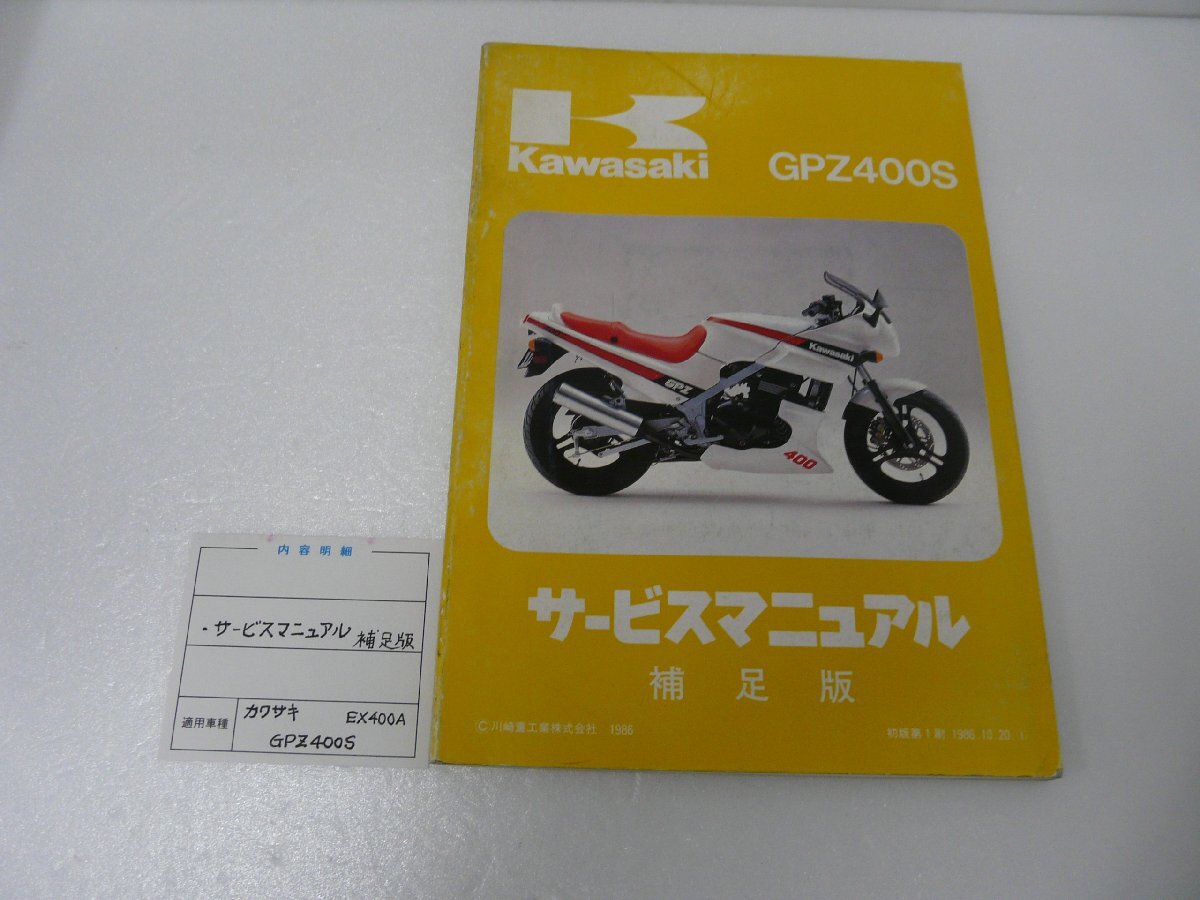 Kawasaki
GPZ400S
Kawasaki
GPZ
400
サービスマニュアル
補足版
©川崎重工業株式会社 1986
初版第1刷 1986.10.20.
内容明細
・サービスマニュアル 補足版
適用車種
カワサキ EX400A
GPZ400S